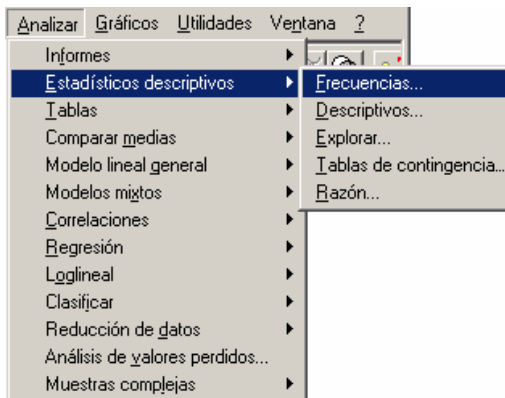 Analizar Gráficos Utilidades Ventana ?
Informes
Estadísticos descriptivos
Tablas
Comparar medias
Modelo lineal general
Modelos mixtos
Correlaciones
Regresión
Loglineal
Clasificar
Reducción de datos
Análisis de valores perdidos...
Muestras complejas
Frecuencias...
Descriptivos...
Explorar...
Tablas de contingencia...
Razón...